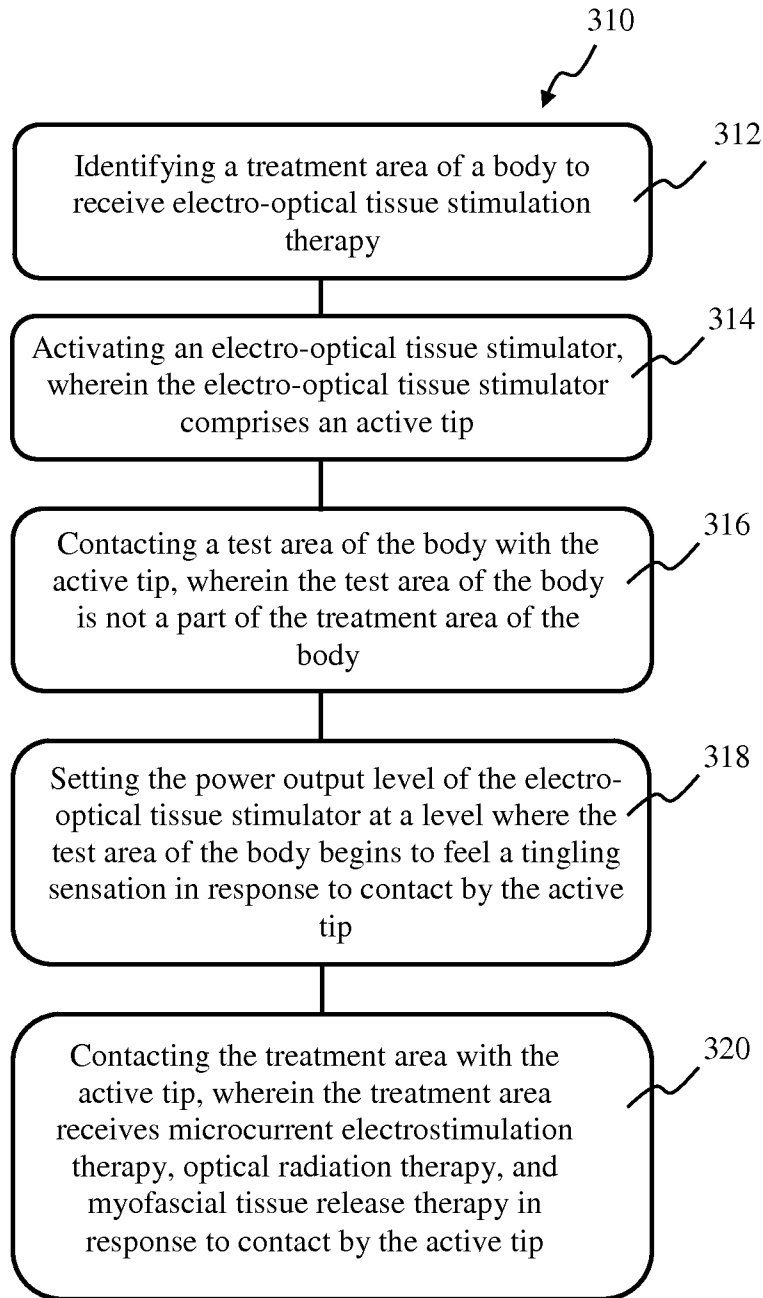 310
312
Identifying a treatment area of a body to
receive electro-optical tissue stimulation
therapy
314
Activating an electro-optical tissue stimulator,
wherein the electro-optical tissue stimulator
comprises an active tip
316
Contacting a test area of the body with the
active tip, wherein the test area of the body
is not a part of the treatment area of the
body
318
Setting the power output level of the electro-
optical tissue stimulator at a level where the
test area of the body begins to feel a tingling
sensation in response to contact by the active
tip
320
Contacting the treatment area with the
active tip, wherein the treatment area
receives microcurrent electrostimulation
therapy, optical radiation therapy, and
myofascial tissue release therapy in
response to contact by the active tip